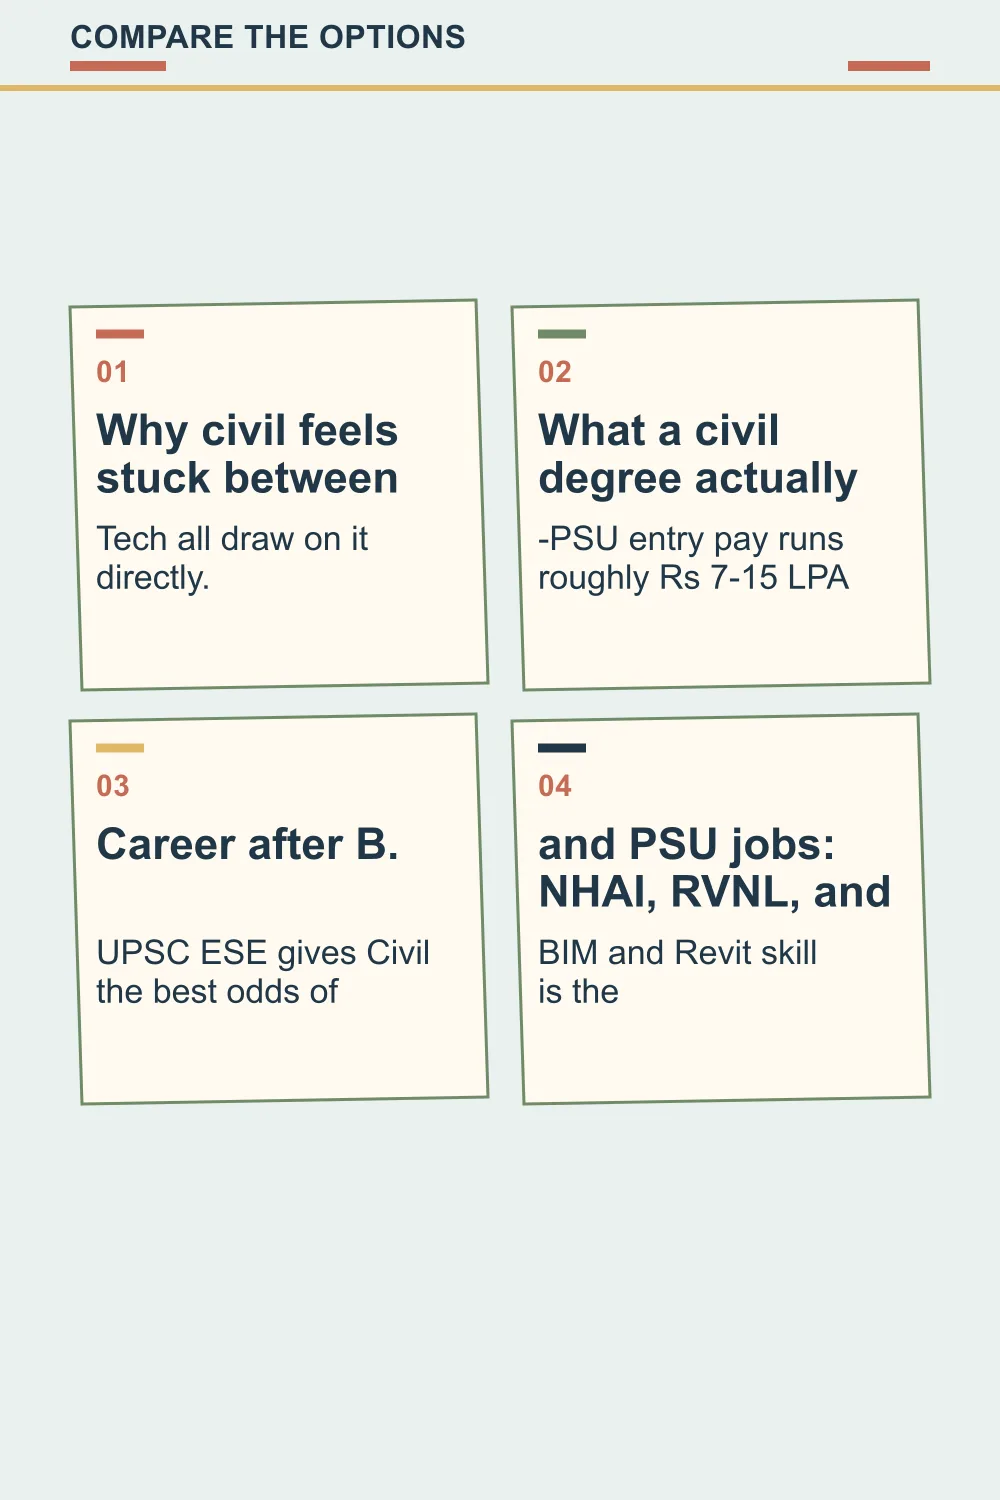 COMPARE THE OPTIONS
01
Why civil feels
stuck between
Tech all draw on it
directly.
02
What a civil
degree actually
-PSU entry pay runs
roughly Rs 7-15 LPA
03
Career after B.
UPSC ESE gives Civil
the best odds of
04
and PSU jobs:
NHAI, RVNL, and
BIM and Revit skill
is the